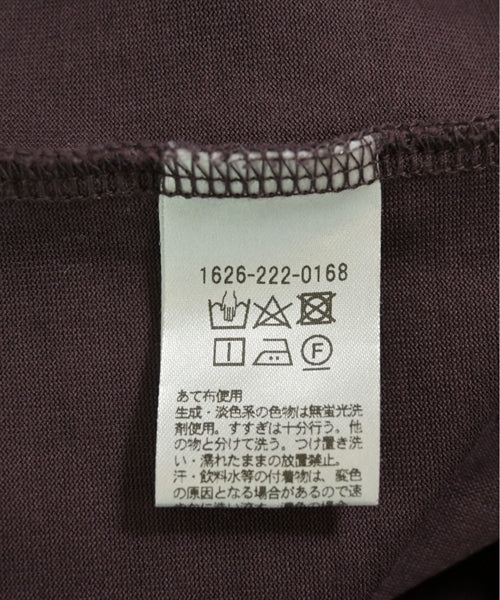 1626-222-0168
F
あて布使用
生成・淡色系の色物は無蛍光洗
剤使用。すすぎは十分行う。他
の物と分けて洗う。つけ置き洗
い・濡れたままの放置禁止。
汗・飲料水等の付着物は、変色
の原因となる場合があるので速